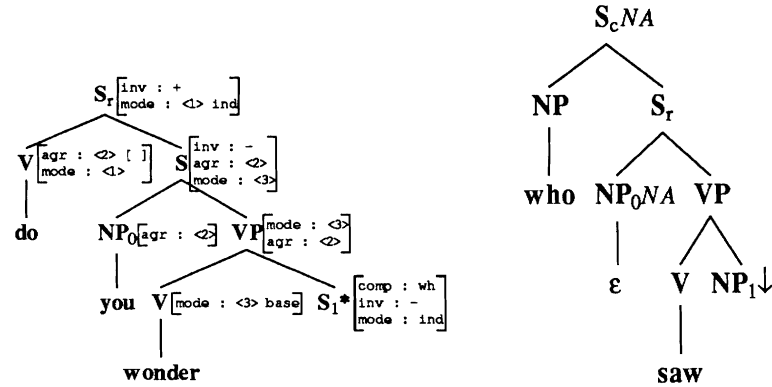 S_c NA
NP S_r
who NP_0 NA VP
ε V NP_1↓
saw
S_r [inv : +
mode : <1> ind]
V [agr : <2> [ ]
mode : <1>]
S [inv : -
agr : <2>
mode : <3>]
do
NP_0 [agr : <2>]
VP [mode : <3>
agr : <2>]
you
V [mode : <3> base]
S_1* [comp : wh
inv : -
mode : ind]
wonder